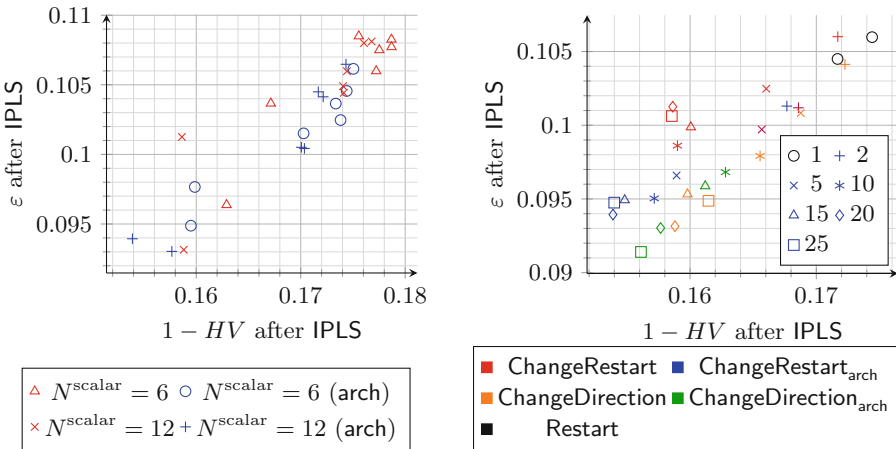 0.11
0.105
0.1
0.095
ε after IPLS
0.16 0.17 0.18
1 − HV after IPLS
N^scalar = 6 N^scalar = 6 (arch)
N^scalar = 12 N^scalar = 12 (arch)
0.105
0.1
0.095
0.09
ε after IPLS
0.16 0.17
1 − HV after IPLS
1 2
5 10
15 20
25
ChangeRestart ChangeRestart_arch
ChangeDirection ChangeDirection_arch
Restart